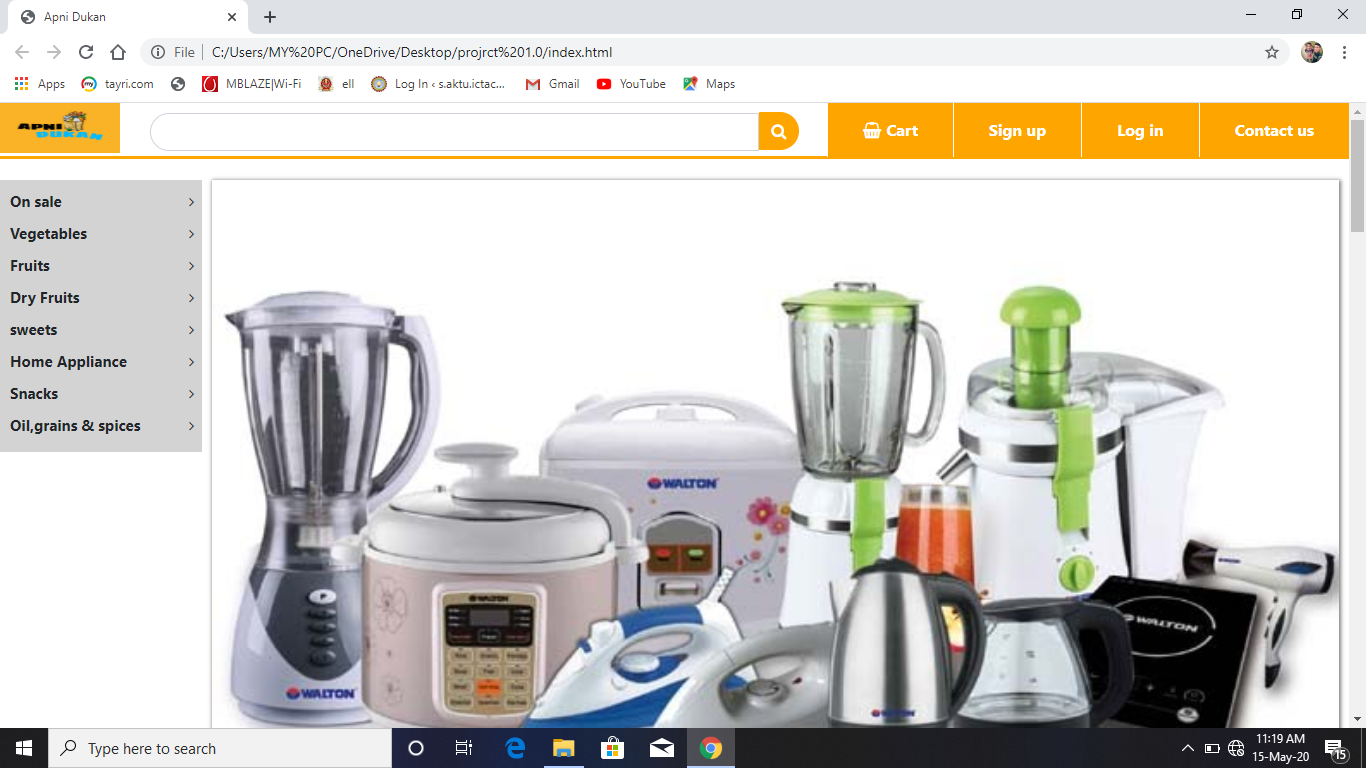 Apni Dukan
File
C:/Users/MY%20PC/OneDrive/Desktop/projrct%201.0/index.html
Apps
my tayri.com
MBLAZE|Wi-Fi
ell
Log In ‹ s.aktu.ictac...
Gmail
YouTube
Maps
APNI
DUKAN
Cart
Sign up
Log in
Contact us
On sale
Vegetables
Fruits
Dry Fruits
sweets
Home Appliance
Snacks
Oil,grains & spices
WALTON
WALTON
WALTON
P
WALTON
WALTON
Type here to search
11:19 AM
15-May-20
15